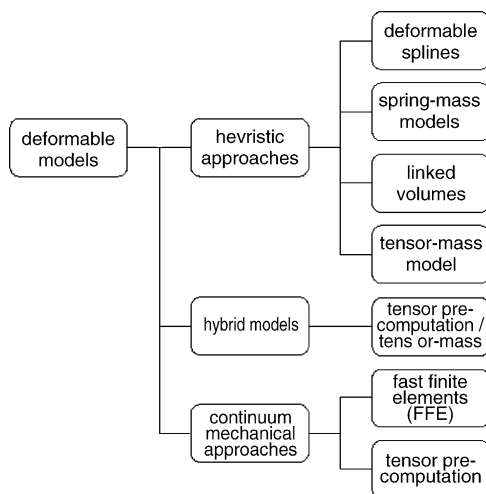 deformable
models
hevristic
approaches
deformable
splines
spring-mass
models
linked
volumes
tensor-mass
model
hybrid models
tensor pre-
computation /
tens or-mass
continuum
mechanical
approaches
fast finite
elements
(FFE)
tensor pre-
computation